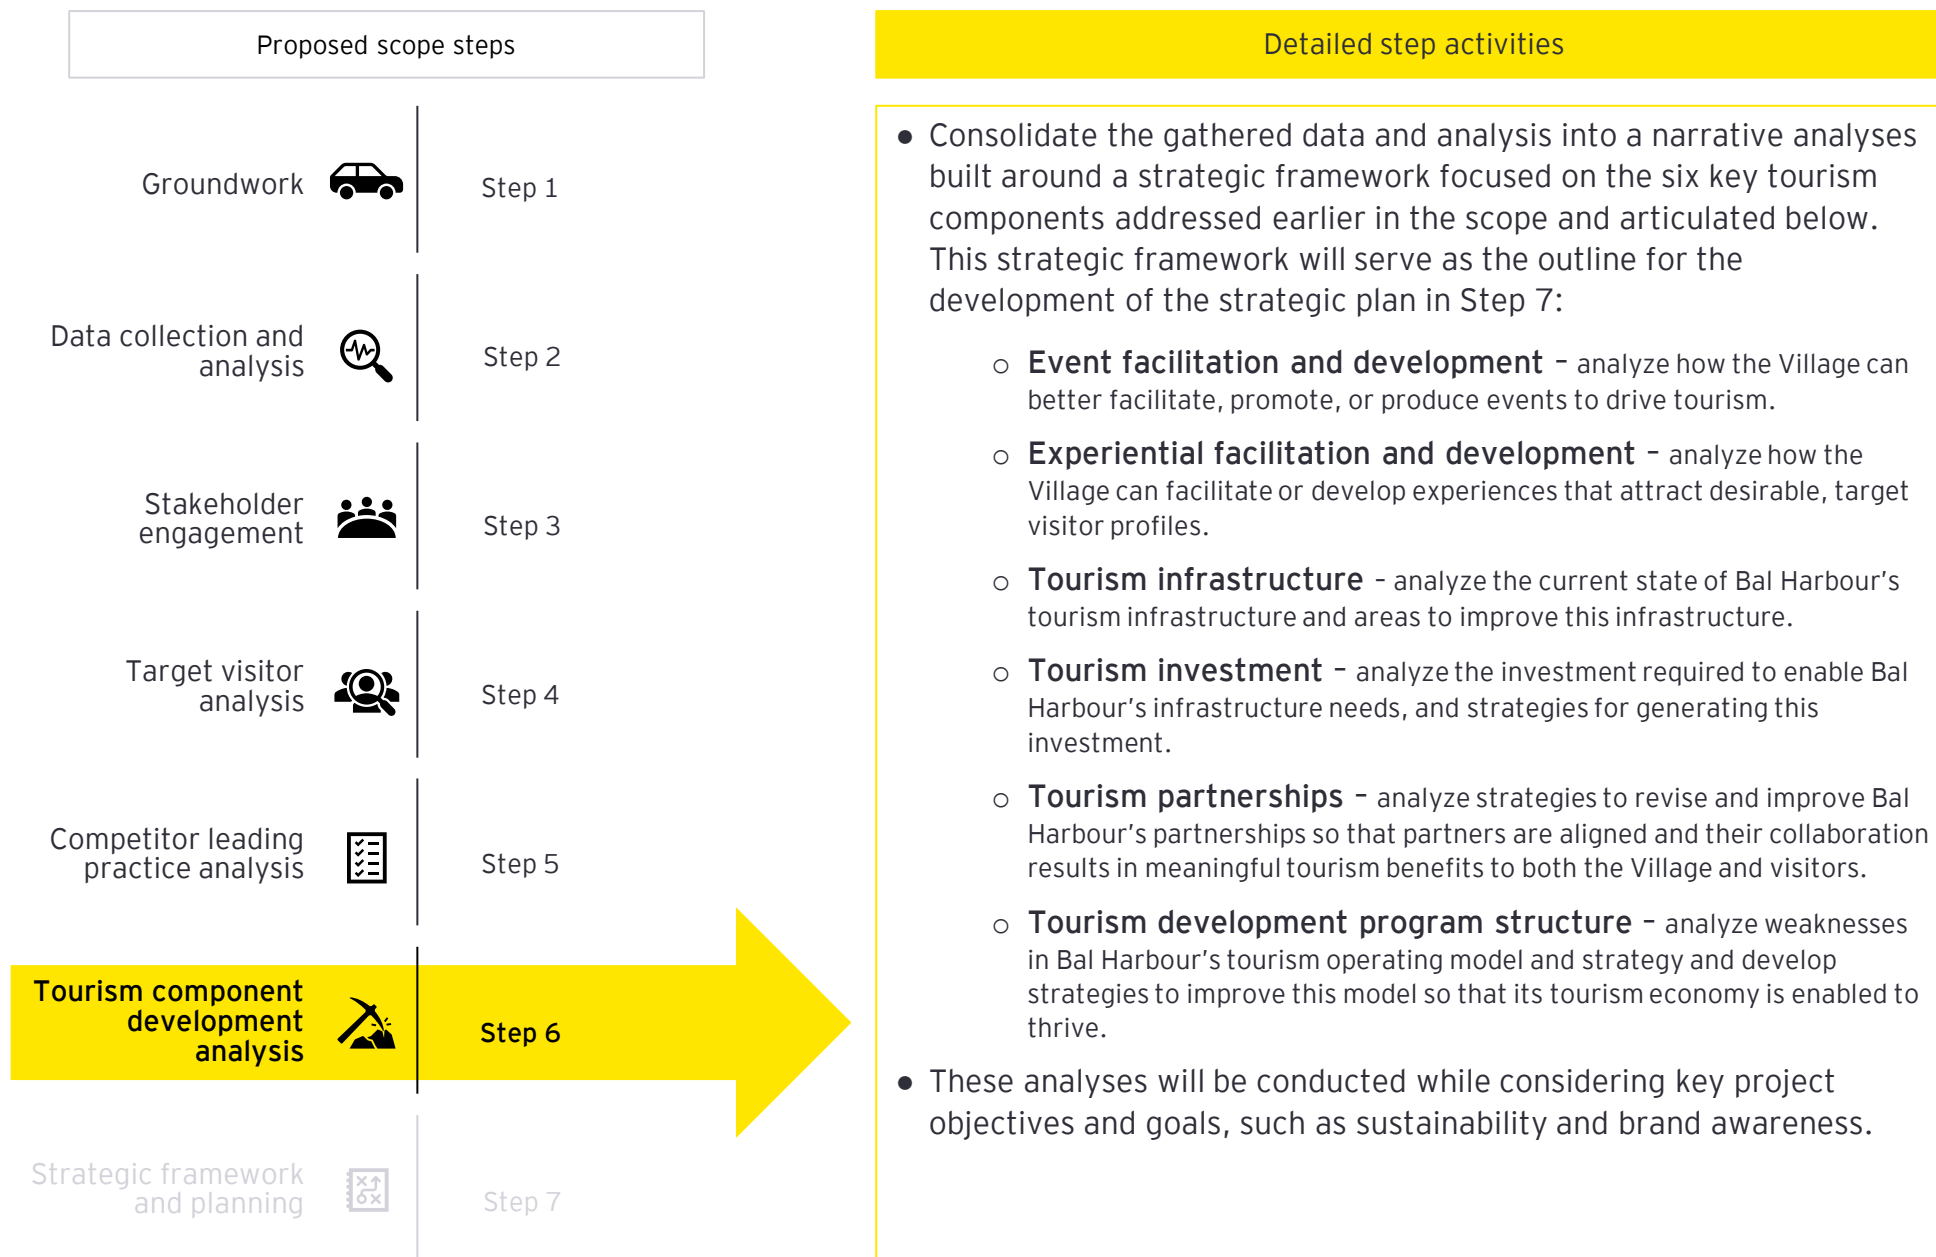 Proposed scope steps
Groundwork
Step 1
Data collection and
analysis
Step 2
Stakeholder
engagement
Step 3
Target visitor
analysis
Step 4
Competitor leading
practice analysis
Step 5
Tourism component
development
analysis
Step 6
Strategic framework
and planning
Step 7
Detailed step activities
● Consolidate the gathered data and analysis into a narrative analyses
built around a strategic framework focused on the six key tourism
components addressed earlier in the scope and articulated below.
This strategic framework will serve as the outline for the
development of the strategic plan in Step 7:
○ Event facilitation and development – analyze how the Village can
better facilitate, promote, or produce events to drive tourism.
○ Experiential facilitation and development – analyze how the
Village can facilitate or develop experiences that attract desirable, target
visitor profiles.
○ Tourism infrastructure – analyze the current state of Bal Harbour's
tourism infrastructure and areas to improve this infrastructure.
○ Tourism investment – analyze the investment required to enable Bal
Harbour's infrastructure needs, and strategies for generating this
investment.
○ Tourism partnerships – analyze strategies to revise and improve Bal
Harbour's partnerships so that partners are aligned and their collaboration
results in meaningful tourism benefits to both the Village and visitors.
○ Tourism development program structure – analyze weaknesses
in Bal Harbour's tourism operating model and strategy and develop
strategies to improve this model so that its tourism economy is enabled to
thrive.
● These analyses will be conducted while considering key project
objectives and goals, such as sustainability and brand awareness.